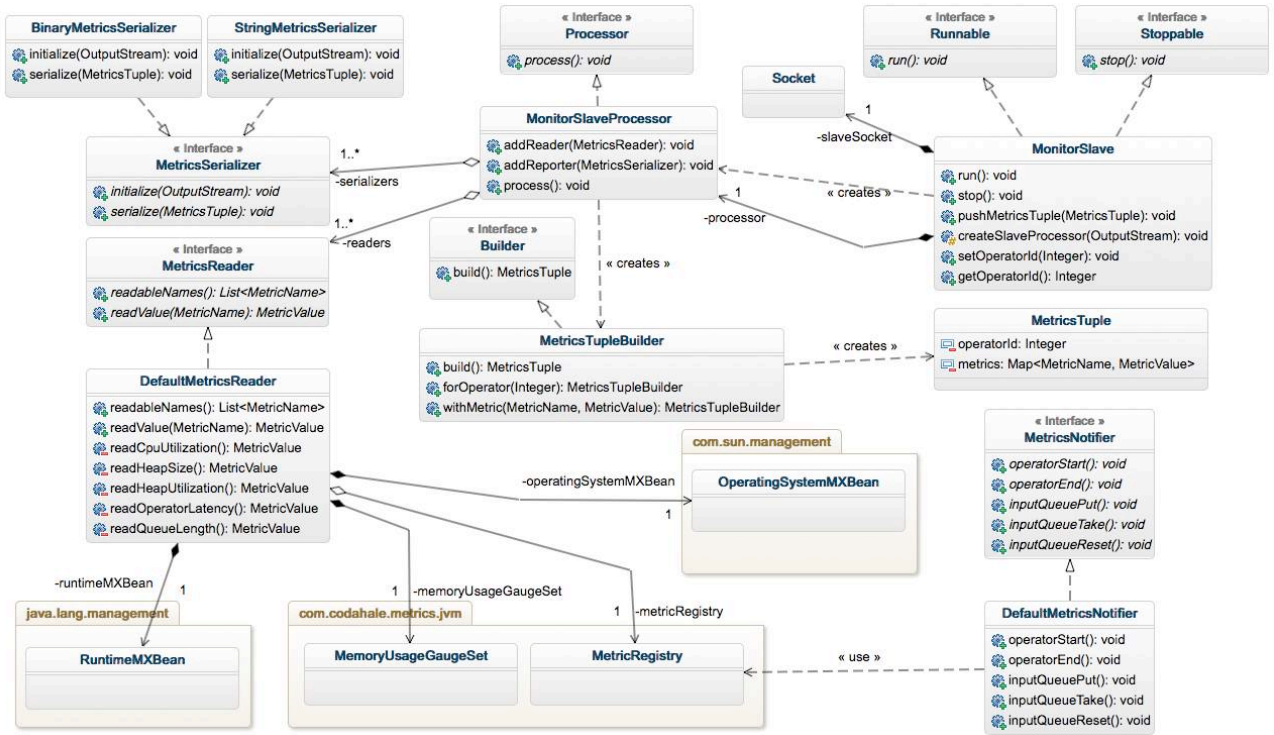 BinaryMetricsSerializer
initialize(OutputStream): void
serialize(MetricsTuple): void
StringMetricsSerializer
initialize(OutputStream): void
serialize(MetricsTuple): void
« Interface »
Processor
process(): void
« Interface »
Runnable
run(): void
« Interface »
Stoppable
stop(): void
Socket
1
-slaveSocket
« Interface »
MetricsSerializer
initialize(OutputStream): void
serialize(MetricsTuple): void
1..*
-serializers
MonitorSlaveProcessor
addReader(MetricsReader): void
addReporter(MetricsSerializer): void
process(): void
« creates »
1
-processor
MonitorSlave
run(): void
stop(): void
pushMetricsTuple(MetricsTuple): void
createSlaveProcessor(OutputStream): void
setOperatorId(Integer): void
getOperatorId(): Integer
1..*
-readers
« Interface »
MetricsReader
readableNames(): List<MetricName>
readValue(MetricName): MetricValue
« Interface »
Builder
build(): MetricsTuple
« creates »
MetricsTupleBuilder
build(): MetricsTuple
forOperator(Integer): MetricsTupleBuilder
withMetric(MetricName, MetricValue): MetricsTupleBuilder
« creates »
MetricsTuple
operatorId: Integer
metrics: Map<MetricName, MetricValue>
DefaultMetricsReader
readableNames(): List<MetricName>
readValue(MetricName): MetricValue
readCpuUtilization(): MetricValue
readHeapSize(): MetricValue
readHeapUtilization(): MetricValue
readOperatorLatency(): MetricValue
readQueueLength(): MetricValue
com.sun.management
OperatingSystemMXBean
-operatingSystemMXBean
1
« Interface »
MetricsNotifier
operatorStart(): void
operatorEnd(): void
inputQueuePut(): void
inputQueueTake(): void
inputQueueReset(): void
-runtimeMXBean
1
1
-memoryUsageGaugeSet
1
-metricRegistry
java.lang.management
RuntimeMXBean
com.codahale.metrics.jvm
MemoryUsageGaugeSet
MetricRegistry
« use »
DefaultMetricsNotifier
operatorStart(): void
operatorEnd(): void
inputQueuePut(): void
inputQueueTake(): void
inputQueueReset(): void